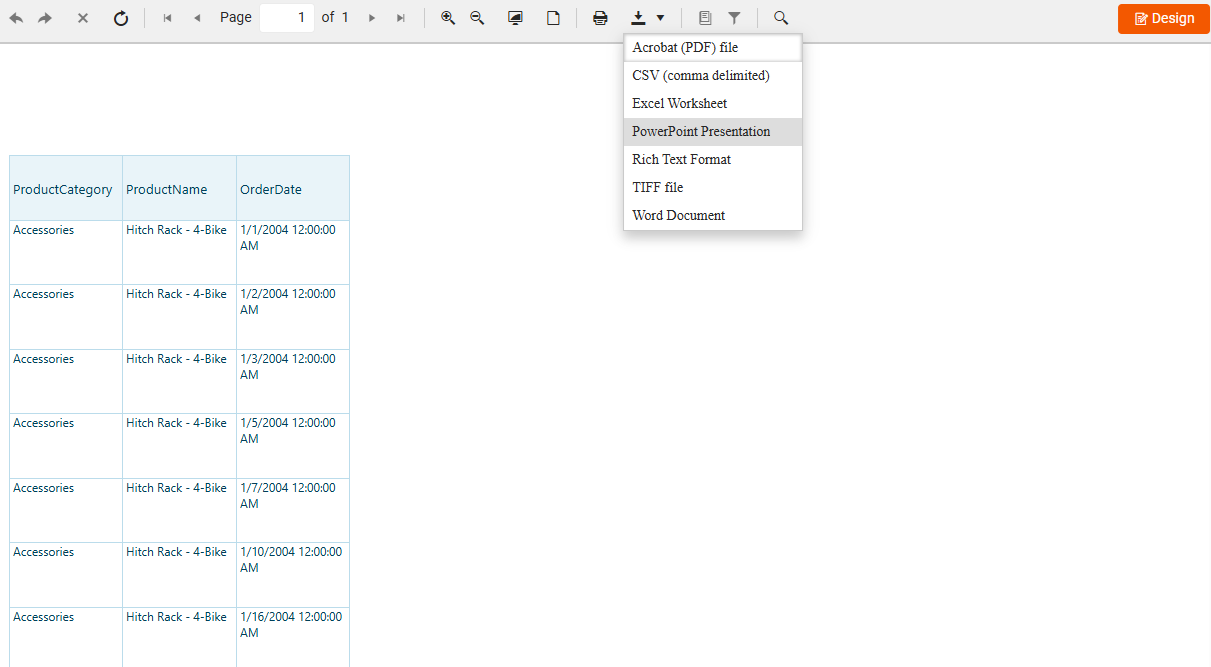 Page 1 of 1
Design
Acrobat (PDF) file
CSV (comma delimited)
Excel Worksheet
PowerPoint Presentation
Rich Text Format
TIFF file
Word Document
ProductCategory ProductName OrderDate
Accessories Hitch Rack - 4-Bike 1/1/2004 12:00:00
AM
Accessories Hitch Rack - 4-Bike 1/2/2004 12:00:00
AM
Accessories Hitch Rack - 4-Bike 1/3/2004 12:00:00
AM
Accessories Hitch Rack - 4-Bike 1/5/2004 12:00:00
AM
Accessories Hitch Rack - 4-Bike 1/7/2004 12:00:00
AM
Accessories Hitch Rack - 4-Bike 1/10/2004 12:00:00
AM
Accessories Hitch Rack - 4-Bike 1/16/2004 12:00:00
AM